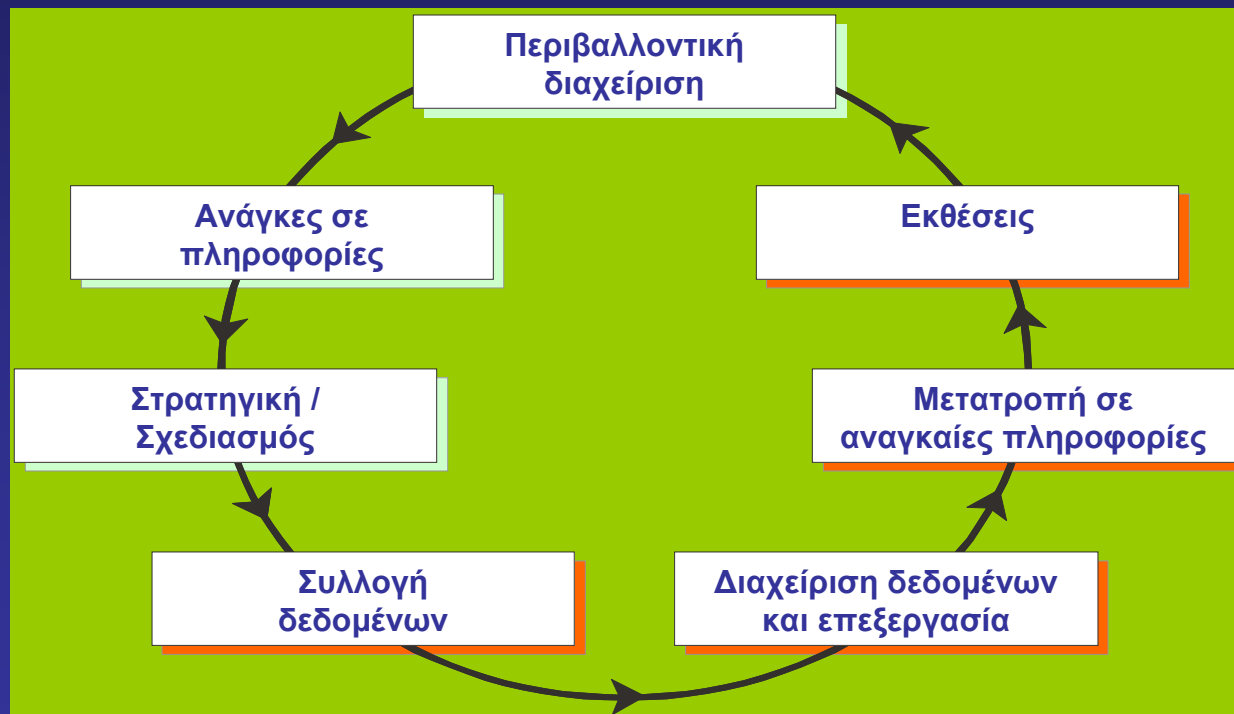 Περιβαλλοντική
διαχείριση
Ανάγκες σε
πληροφορίες
Εκθέσεις
Στρατηγική /
Σχεδιασμός
Μετατροπή σε
αναγκαίες πληροφορίες
Συλλογή
δεδομένων
Διαχείριση δεδομένων
και επεξεργασία